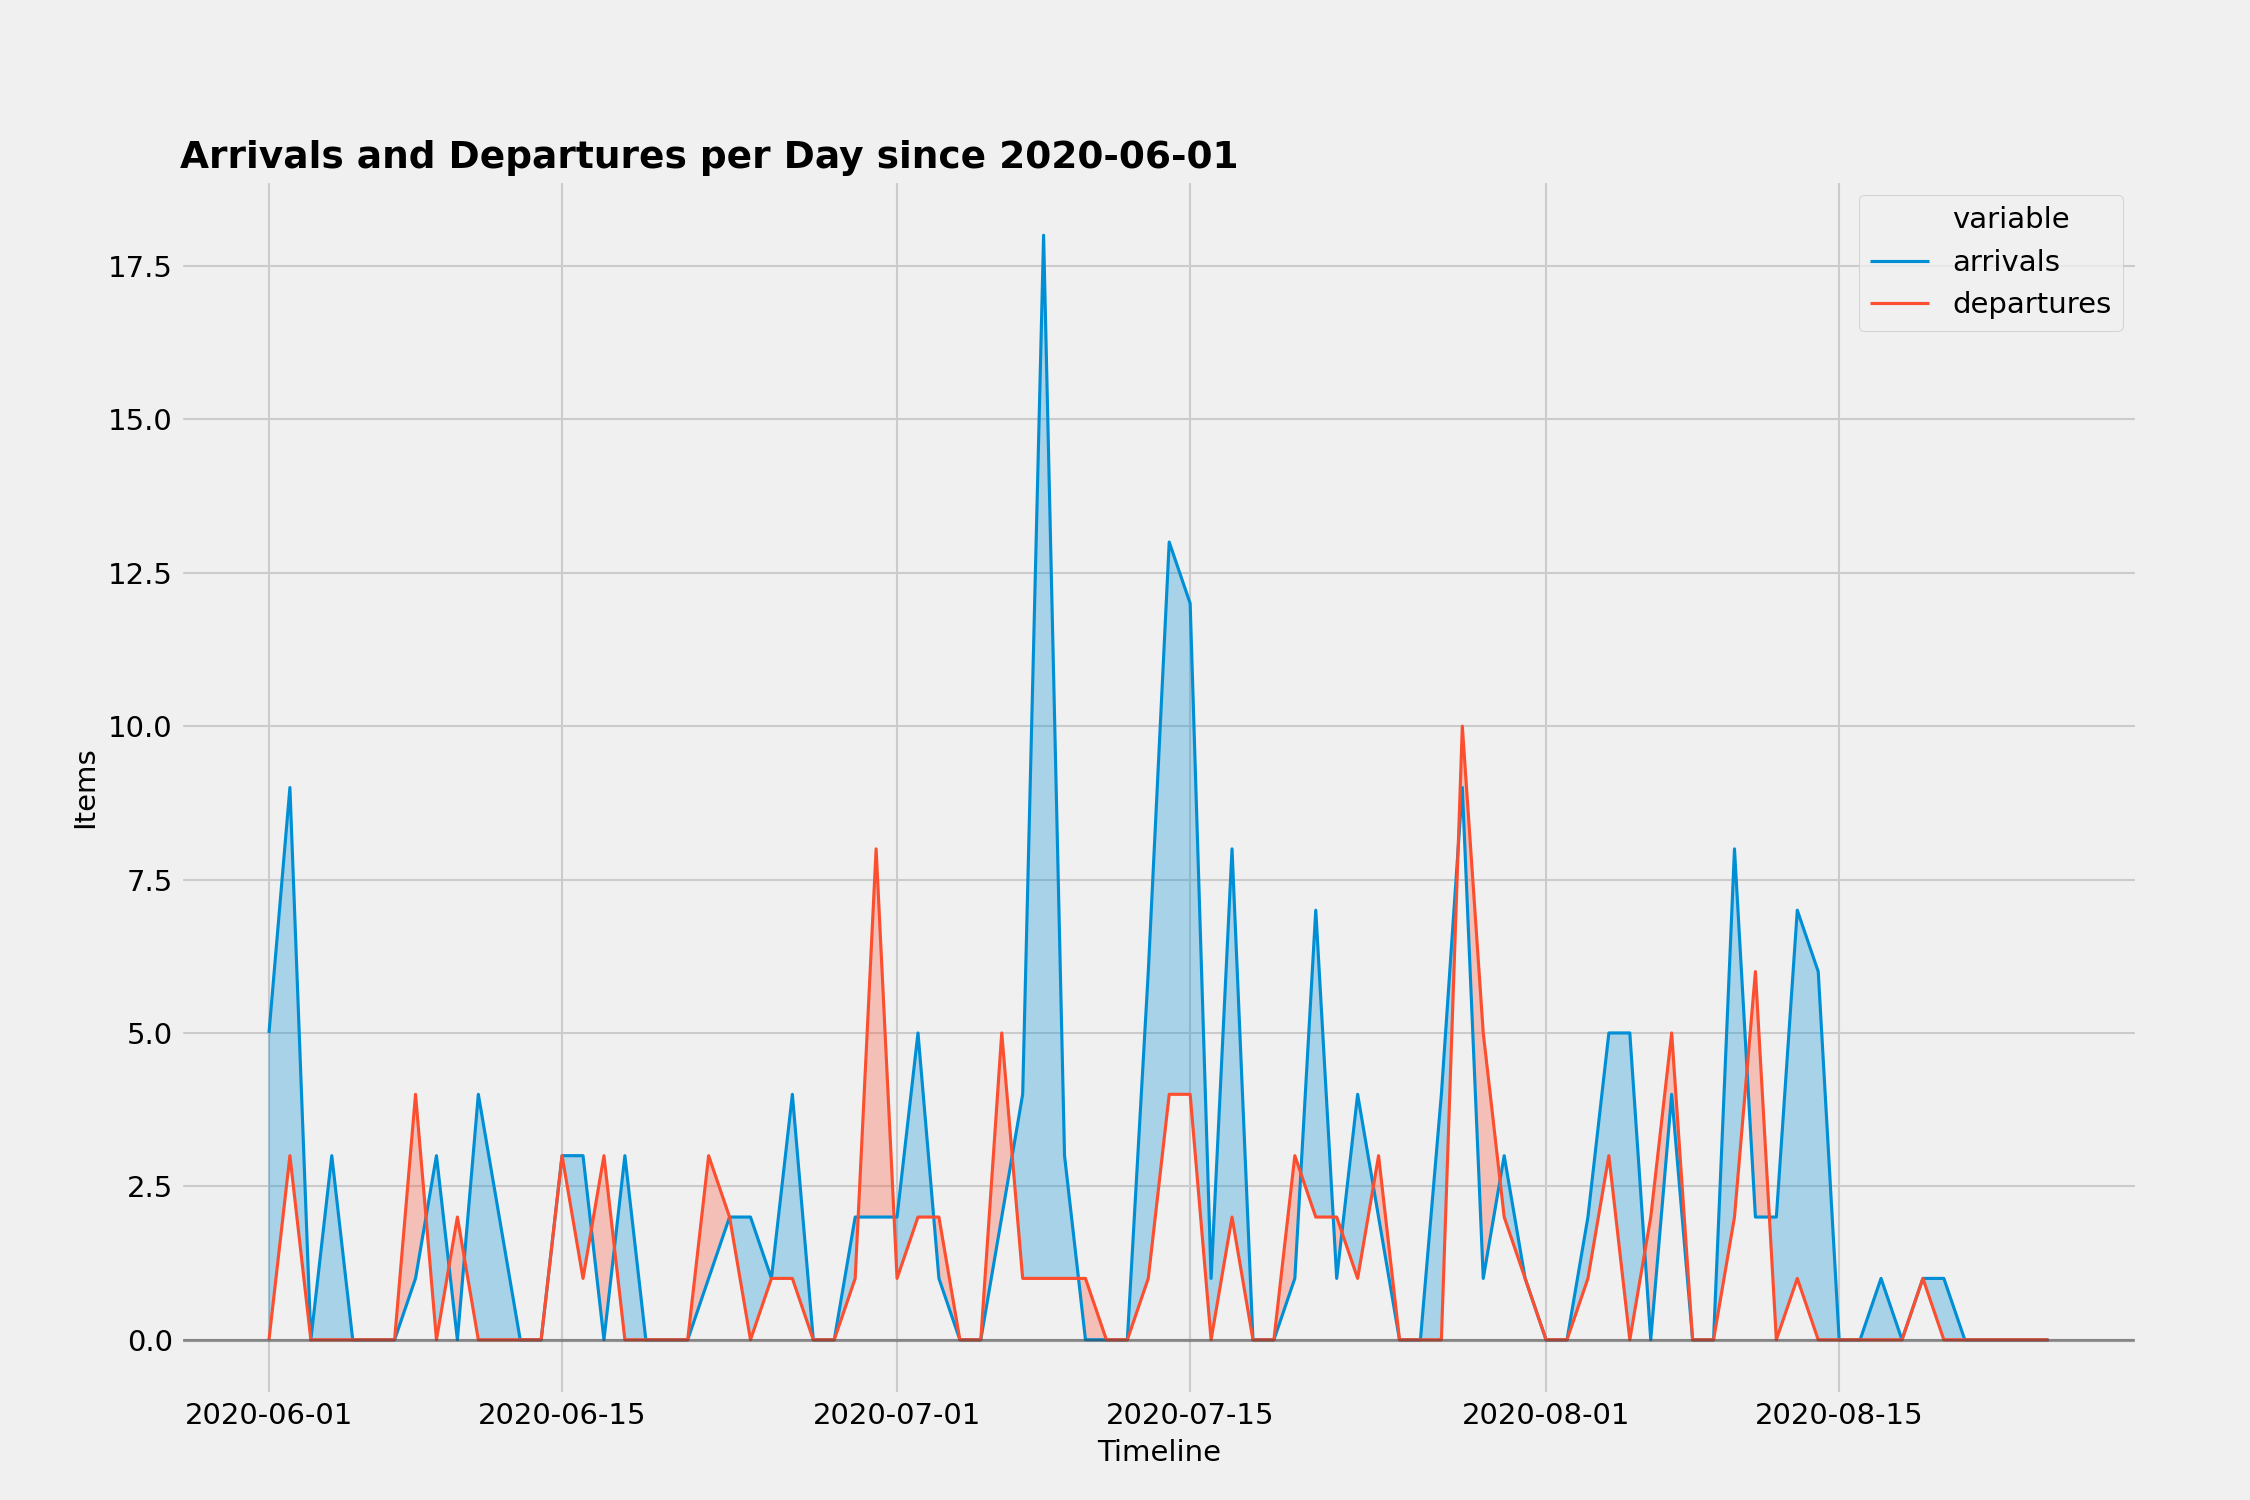 Arrivals and Departures per Day since 2020-06-01
variable
arrivals
departures
17.5
15.0
12.5
10.0
7.5
5.0
2.5
0.0
Items
2020-06-01 2020-06-15 2020-07-01 2020-07-15 2020-08-01 2020-08-15
Timeline